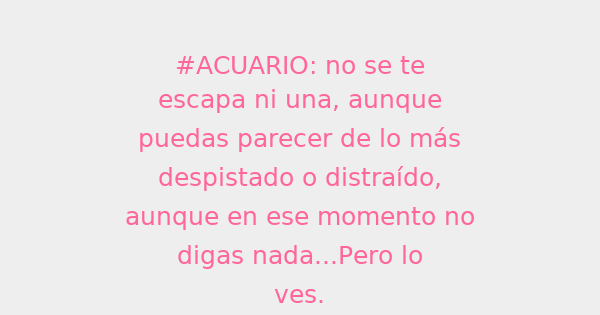 #ACUARIO: no se te
escapa ni una, aunque
puedas parecer de lo más
despistado o distraído,
aunque en ese momento no
digas nada...Pero lo
ves.